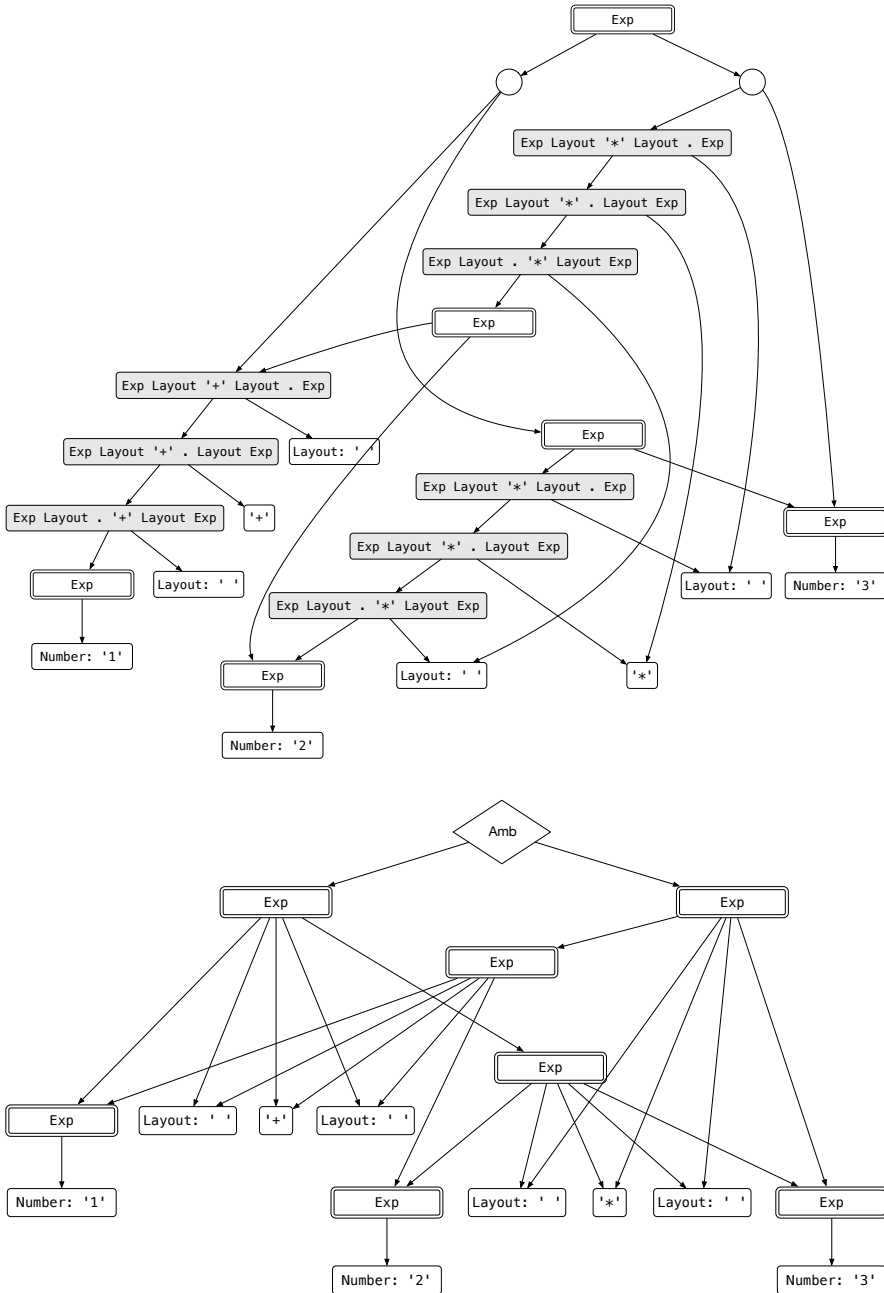 Exp
Exp Layout '*' Layout . Exp
Exp Layout '*' . Layout Exp
Exp Layout . '*' Layout Exp
Exp
Exp Layout '+' Layout . Exp
Exp
Exp Layout '+' . Layout Exp
Layout: ' '
Exp Layout '*' Layout . Exp
Exp Layout . '+' Layout Exp
'+'
Exp
Exp Layout '*' . Layout Exp
Exp
Layout: ' '
Layout: ' '
Number: '3'
Exp Layout . '*' Layout Exp
Number: '1'
Exp
Layout: ' '
'*'
Number: '2'
Amb
Exp
Exp
Exp
Exp
Exp
Layout: ' '
'+'
Layout: ' '
Number: '1'
Exp
Layout: ' '
'*'
Layout: ' '
Exp
Number: '2'
Number: '3'